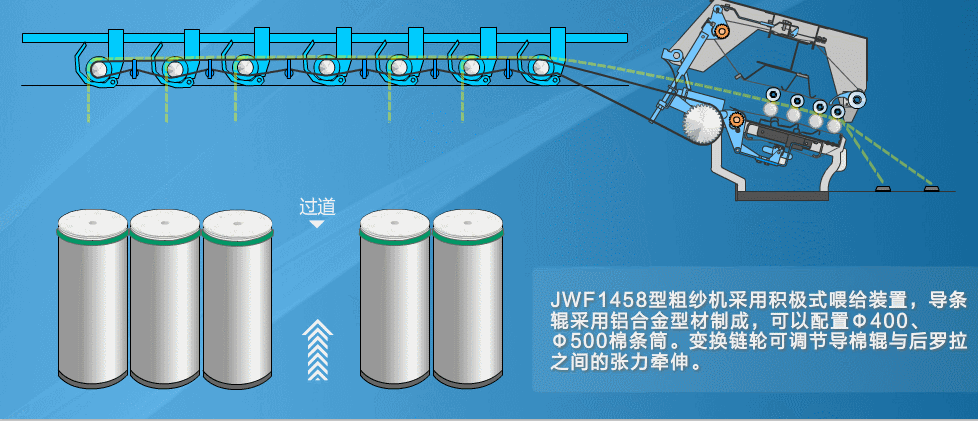 过道
JWF1458型粗纱机采用积极式喂给装置，导条
辊采用铝合金型材制成，可以配置Φ400、
Φ500棉条筒。变换链轮可调节导棉辊与后罗拉
之间的张力牵伸。